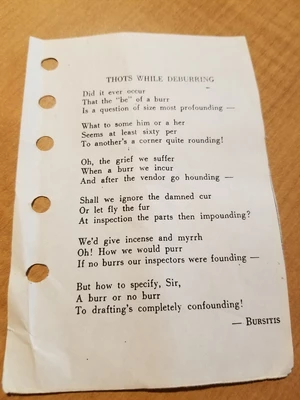 THOTS WHILE DEBURRING
Did it ever occur
That the "be" of a burr
Is a question of size most profounding —
What to some him or a her
Seems at least sixty per
To another's a corner quite rounding!
Oh, the grief we suffer
When a burr we incur
And after the vendor go hounding —
Shall we ignore the damned cur
Or let fly the fur
At inspection the parts then impounding?
We'd give incense and myrrh
Oh! How we would purr
If no burrs our inspectors were founding —
But how to specify, Sir,
A burr or no burr
To drafting's completely confounding!
— BURSITIS